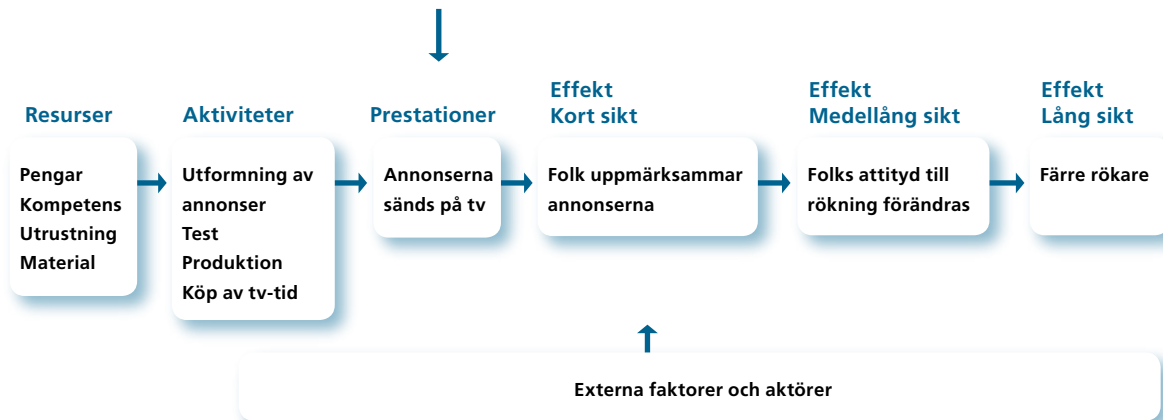 Resurser
Pengar
Kompetens
Utrustning
Material
Aktiviteter
Utformning av
annonser
Test
Produktion
Köp av tv-tid
Prestationer
Annonserna
sänds på tv
Effekt
Kort sikt
Folk uppmärksammar
annonserna
Effekt
Medellång sikt
Folks attityd till
rökning förändras
Effekt
Lång sikt
Färre rökare
Externa faktorer och aktörer